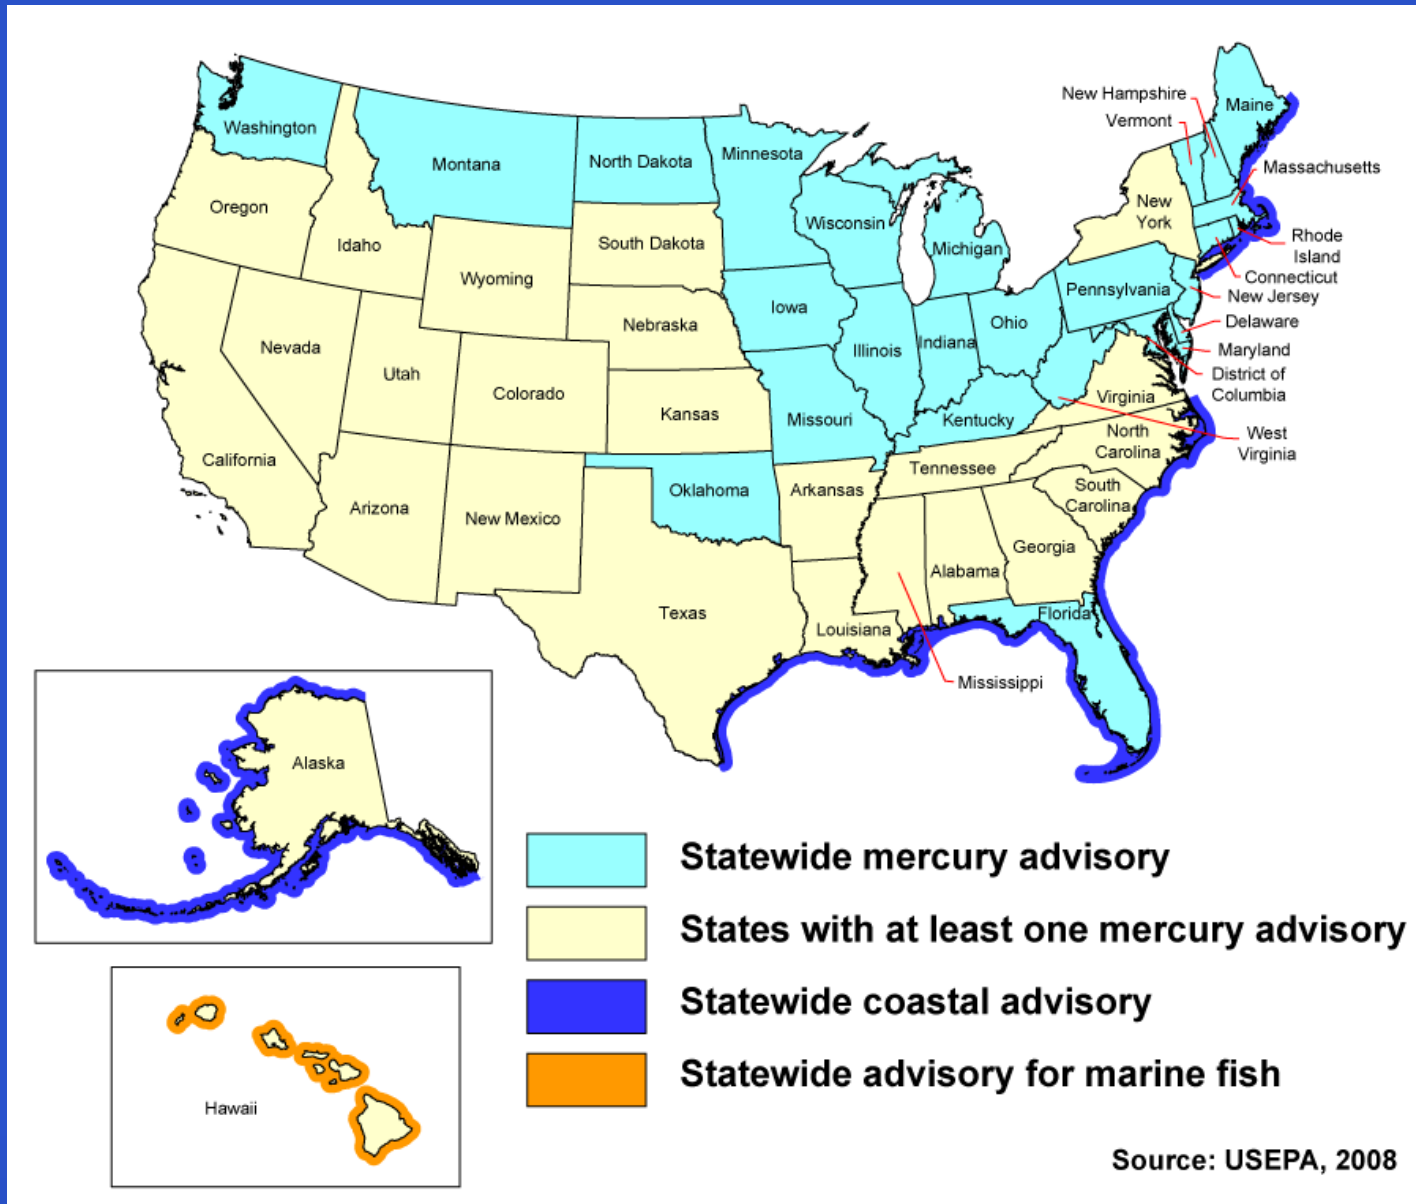 New Hampshire
Vermont
Maine
Massachusetts
Washington
Montana
North Dakota
Minnesota
Oregon
Idaho
South Dakota
Wisconsin
Michigan
New
York
Rhode
Island
Connecticut
New Jersey
Wyoming
Nebraska
Iowa
Pennsylvania
Delaware
Maryland
District of
Columbia
Nevada
Utah
Colorado
Kansas
Missouri
Illinois
Indiana
Ohio
Kentucky
Virginia
West
Virginia
California
Arizona
New Mexico
Oklahoma
Arkansas
Tennessee
North
Carolina
South
Carolina
Texas
Louisiana
Alabama
Georgia
Florida
Mississippi
Alaska
Hawaii
Statewide mercury advisory
States with at least one mercury advisory
Statewide coastal advisory
Statewide advisory for marine fish
Source: USEPA, 2008